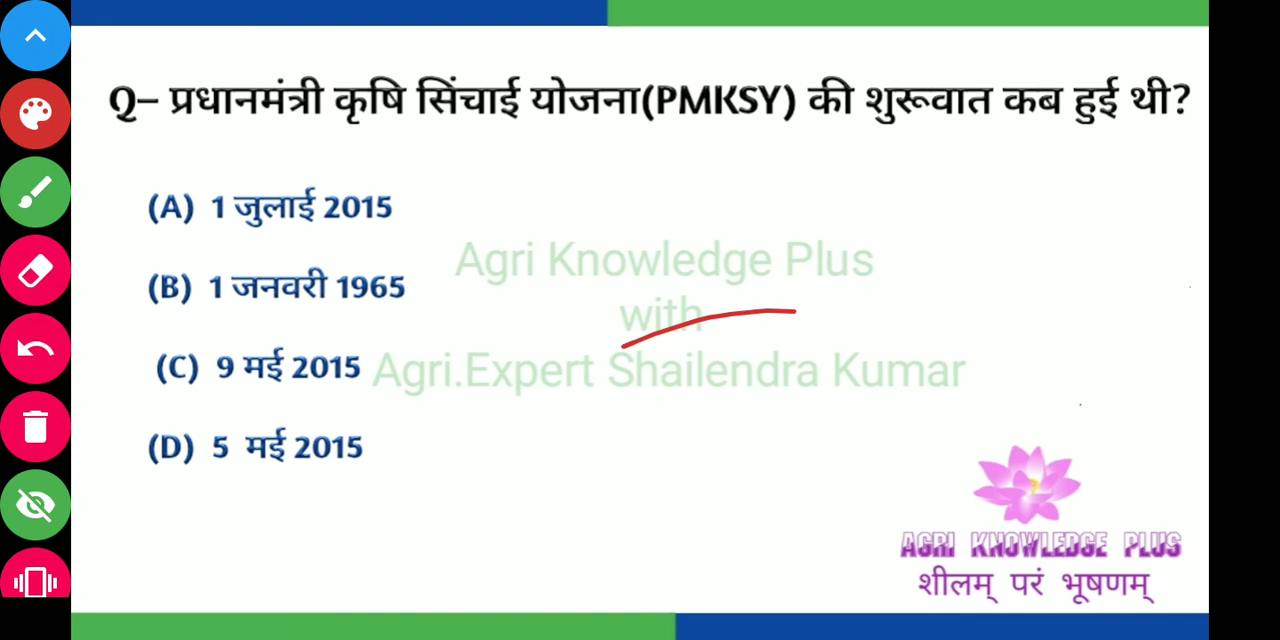 Q– प्रधानमंत्री कृषि सिंचाई योजना(PMKSY) की शुरूवात कब हुई थी?
(A) 1 जुलाई 2015
(B) 1 जनवरी 1965
(C) 9 मई 2015
(D) 5 मई 2015
Agri Knowledge Plus
with
Agri.Expert Shailendra Kumar
AGRI KNOWLEDGE PLUS
शीलम् परं भूषणम्